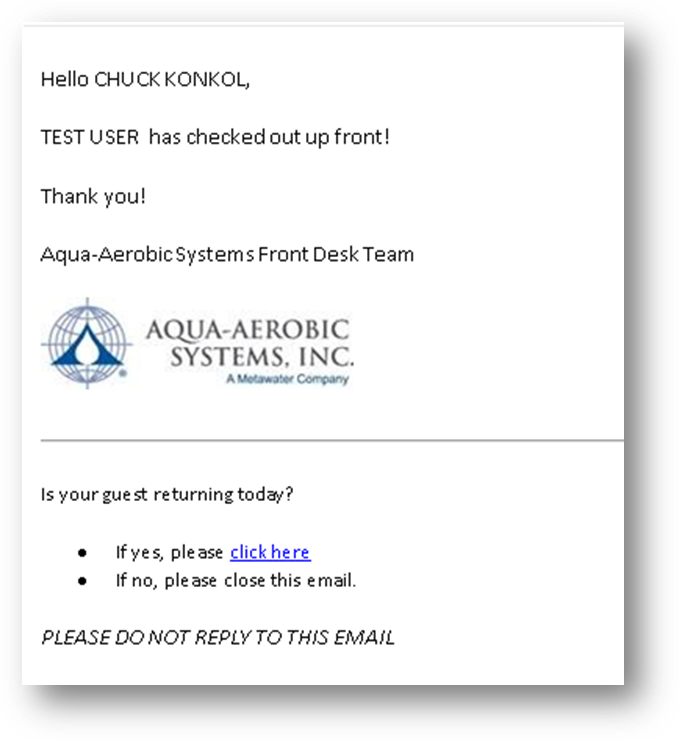 Hello CHUCK KONKOL,
TEST USER has checked out up front!
Thank you!
Aqua-Aerobic Systems Front Desk Team
AQUA-AEROBIC
SYSTEMS, INC.
A Metawater Company
Is your guest returning today?
● If yes, please click here
● If no, please close this email.
PLEASE DO NOT REPLY TO THIS EMAIL